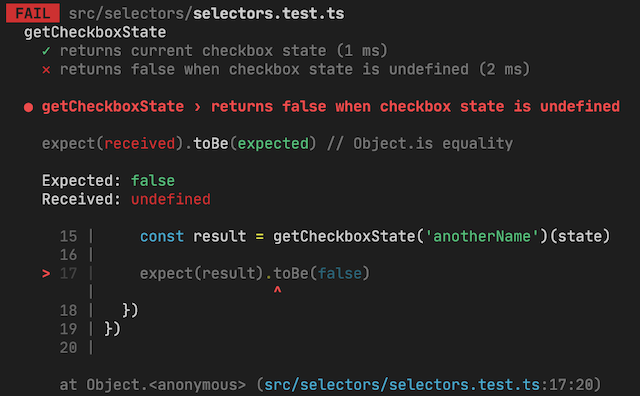 FAIL src/selectors/selectors.test.ts
getCheckboxState
✓ returns current checkbox state (1 ms)
✕ returns false when checkbox state is undefined (2 ms)
● getCheckboxState › returns false when checkbox state is undefined
expect(received).toBe(expected) // Object.is equality
Expected: false
Received: undefined
15 | const result = getCheckboxState('anotherName')(state)
16 |
> 17 | expect(result).toBe(false)
| ^
18 | })
19 | })
20 |
at Object.<anonymous> (src/selectors/selectors.test.ts:17:20)